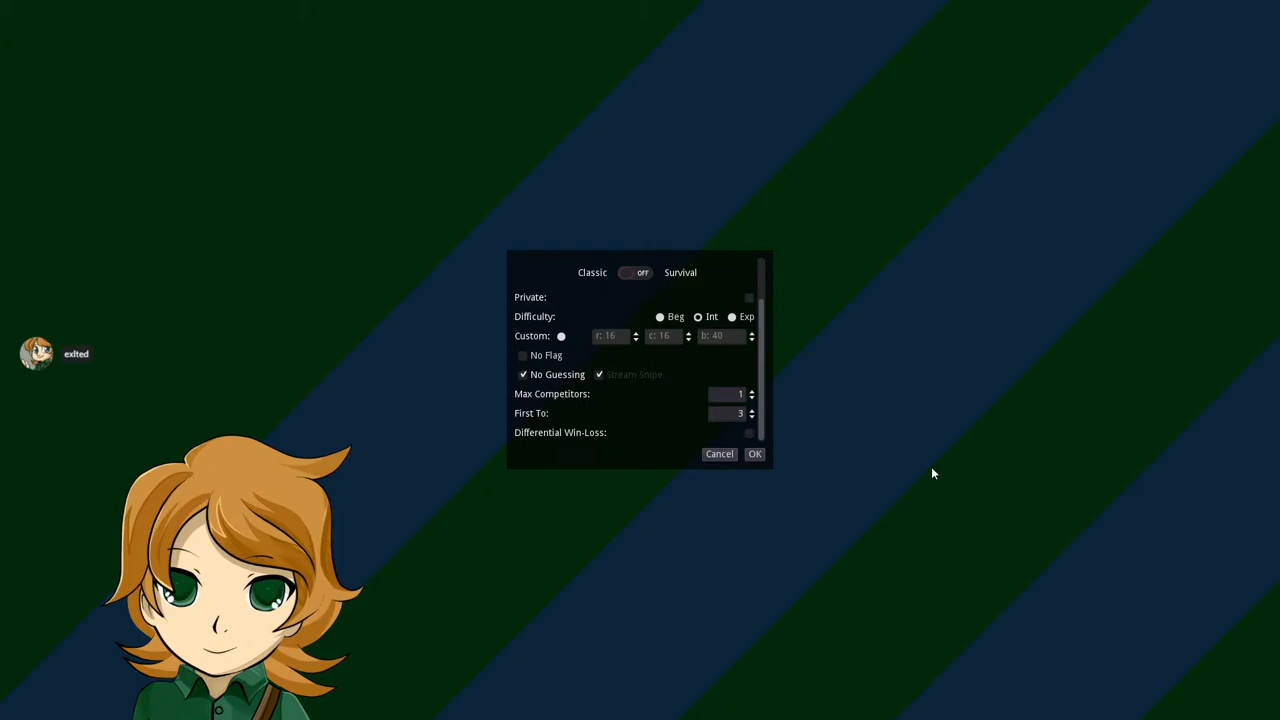 Classic OFF Survival
Private:
Difficulty: Beg Int Exp
Custom: r: 16 c: 16 b: 40
No Flag
No Guessing Stream Snipe
exited
Max Competitors: 1
First To: 3
Differential Win-Loss:
Cancel OK